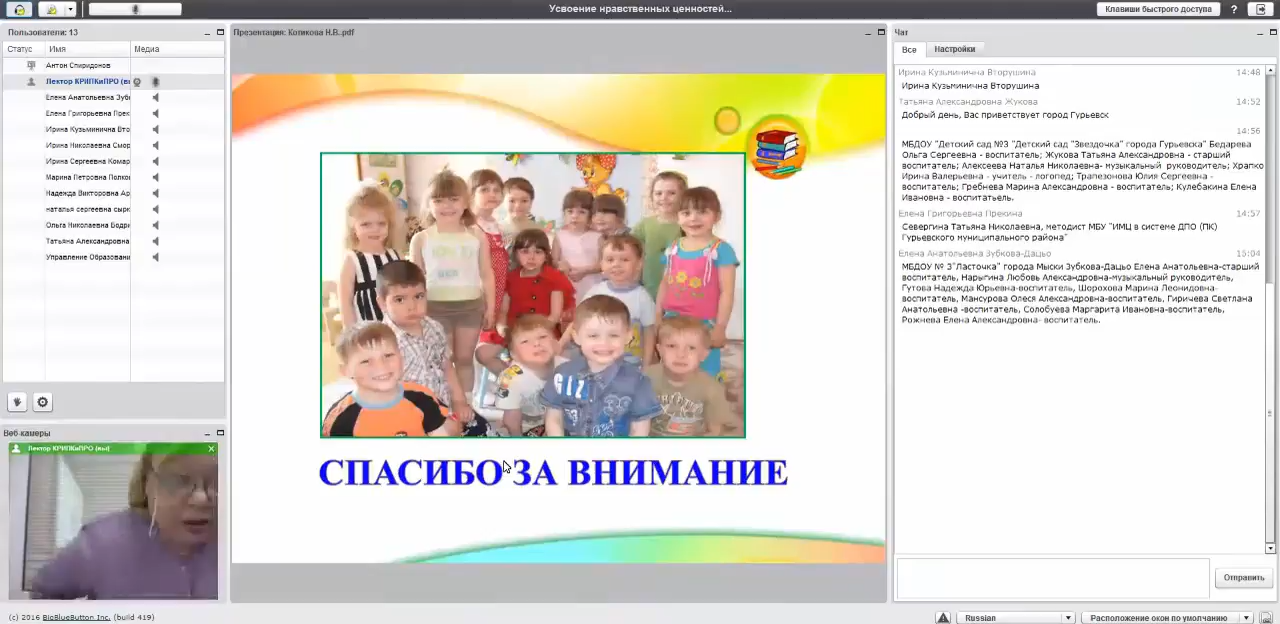 Усвоение нравственных ценностей...
Клавиши быстрого доступа
?
Пользователи: 13
Статус Имя Медиа
Антон Спиридонов
Лектор КРИПКиПРО (вы
Елена Анатольевна Зубк
Елена Григорьевна Прек
Ирина Кузьминична Вто
Ирина Николаевна Смор
Ирина Сергеевна Комар
Марина Петровна Полко
Надежда Викторовна Ар
наталья сергеевна сырк
Ольга Николаевна Бодри
Татьяна Александровна
Управление Образовани
Веб-камеры
Лектор КРИПКиПРО (вы)
Презентация: Копикова Н.В..pdf
GIZ
СПАСИБО ЗА ВНИМАНИЕ
Чат
Все Настройки
Ирина Кузьминична Вторушина 14:48
Ирина Кузьминична Вторушина
Татьяна Александровна Жукова 14:52
Добрый день, Вас приветствует город Гурьевск
14:56
МБДОУ "Детский сад №3 "Детский сад "Звездочка" города Гурьевска" Бедарева
Ольга Сергеевна - воспитатель; Жукова Татьяна Александровна - старший
воспитатель; Алексеева Наталья Николаевна- музыкальный руководитель; Храпко
Ирина Валерьевна - учитель - логопед; Трапезонова Юлия Сергеевна -
воспитатель; Гребнева Марина Александровна - воспитатель; Кулебакина Елена
Ивановна - воспитатьель.
Елена Григорьевна Прекина 14:57
Севергина Татьяна Николаевна, методист МБУ "ИМЦ в системе ДПО (ПК)
Гурьевского муниципального района"
Елена Анатольевна Зубкова-Дацьо 15:04
МБДОУ № 3"Ласточка" города Мыски Зубкова-Дацьо Елена Анатольевна-старший
воспитатель, Нарыгина Любовь Александровна-музыкальный руководитель,
Гутова Надежда Юрьевна-воспитатель, Шорохова Марина Леонидовна-
воспитатель, Мансурова Олеся Александровна-воспитатель, Гиричева Светлана
Анатольевна -воспитатель, Солобуева Маргарита Ивановна-воспитатель,
Рожнева Елена Александровна- воспитатель.
Отправить
(c) 2016 BigBlueButton Inc. (build 419)
Russian
Расположение окон по умолчанию